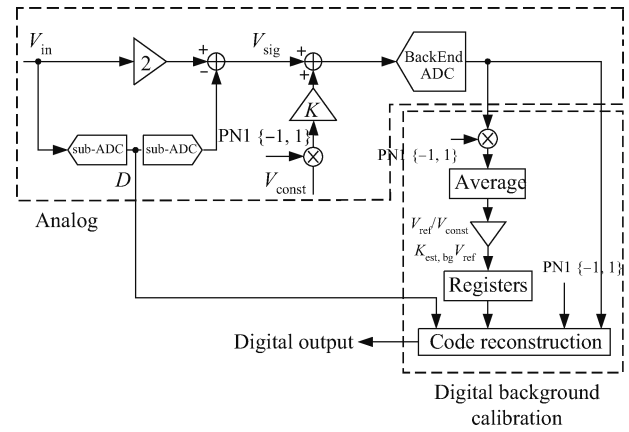 V_in
2
+
−
V_sig
+
+
K
PN1 {−1, 1}
V_const
sub-ADC
sub-ADC
D
Analog
BackEnd
ADC
PN1 {−1, 1}
Average
V_ref/V_const
K_est, bg V_ref
Registers
PN1 {−1, 1}
Code reconstruction
Digital output
Digital background
calibration